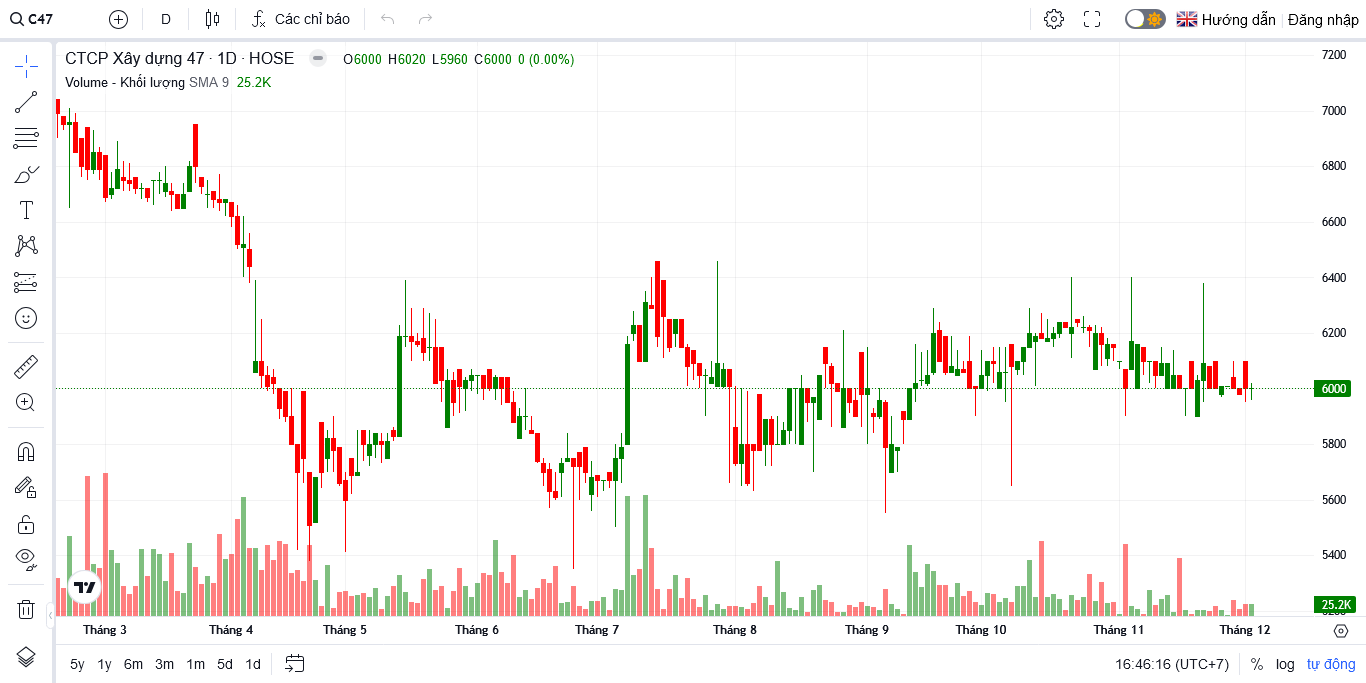 C47 D Các chỉ báo Hướng dẫn Đăng nhập
CTCP Xây dựng 47 · 1D · HOSE O6000 H6020 L5960 C6000 0 (0.00%)
Volume - Khối lượng SMA 9 25.2K
7200
7000
6800
6600
6400
6200
6000
5800
5600
5400
25.2K
Tháng 3 Tháng 4 Tháng 5 Tháng 6 Tháng 7 Tháng 8 Tháng 9 Tháng 10 Tháng 11 Tháng 12
5y 1y 6m 3m 1m 5d 1d 16:46:16 (UTC+7) % log tự động